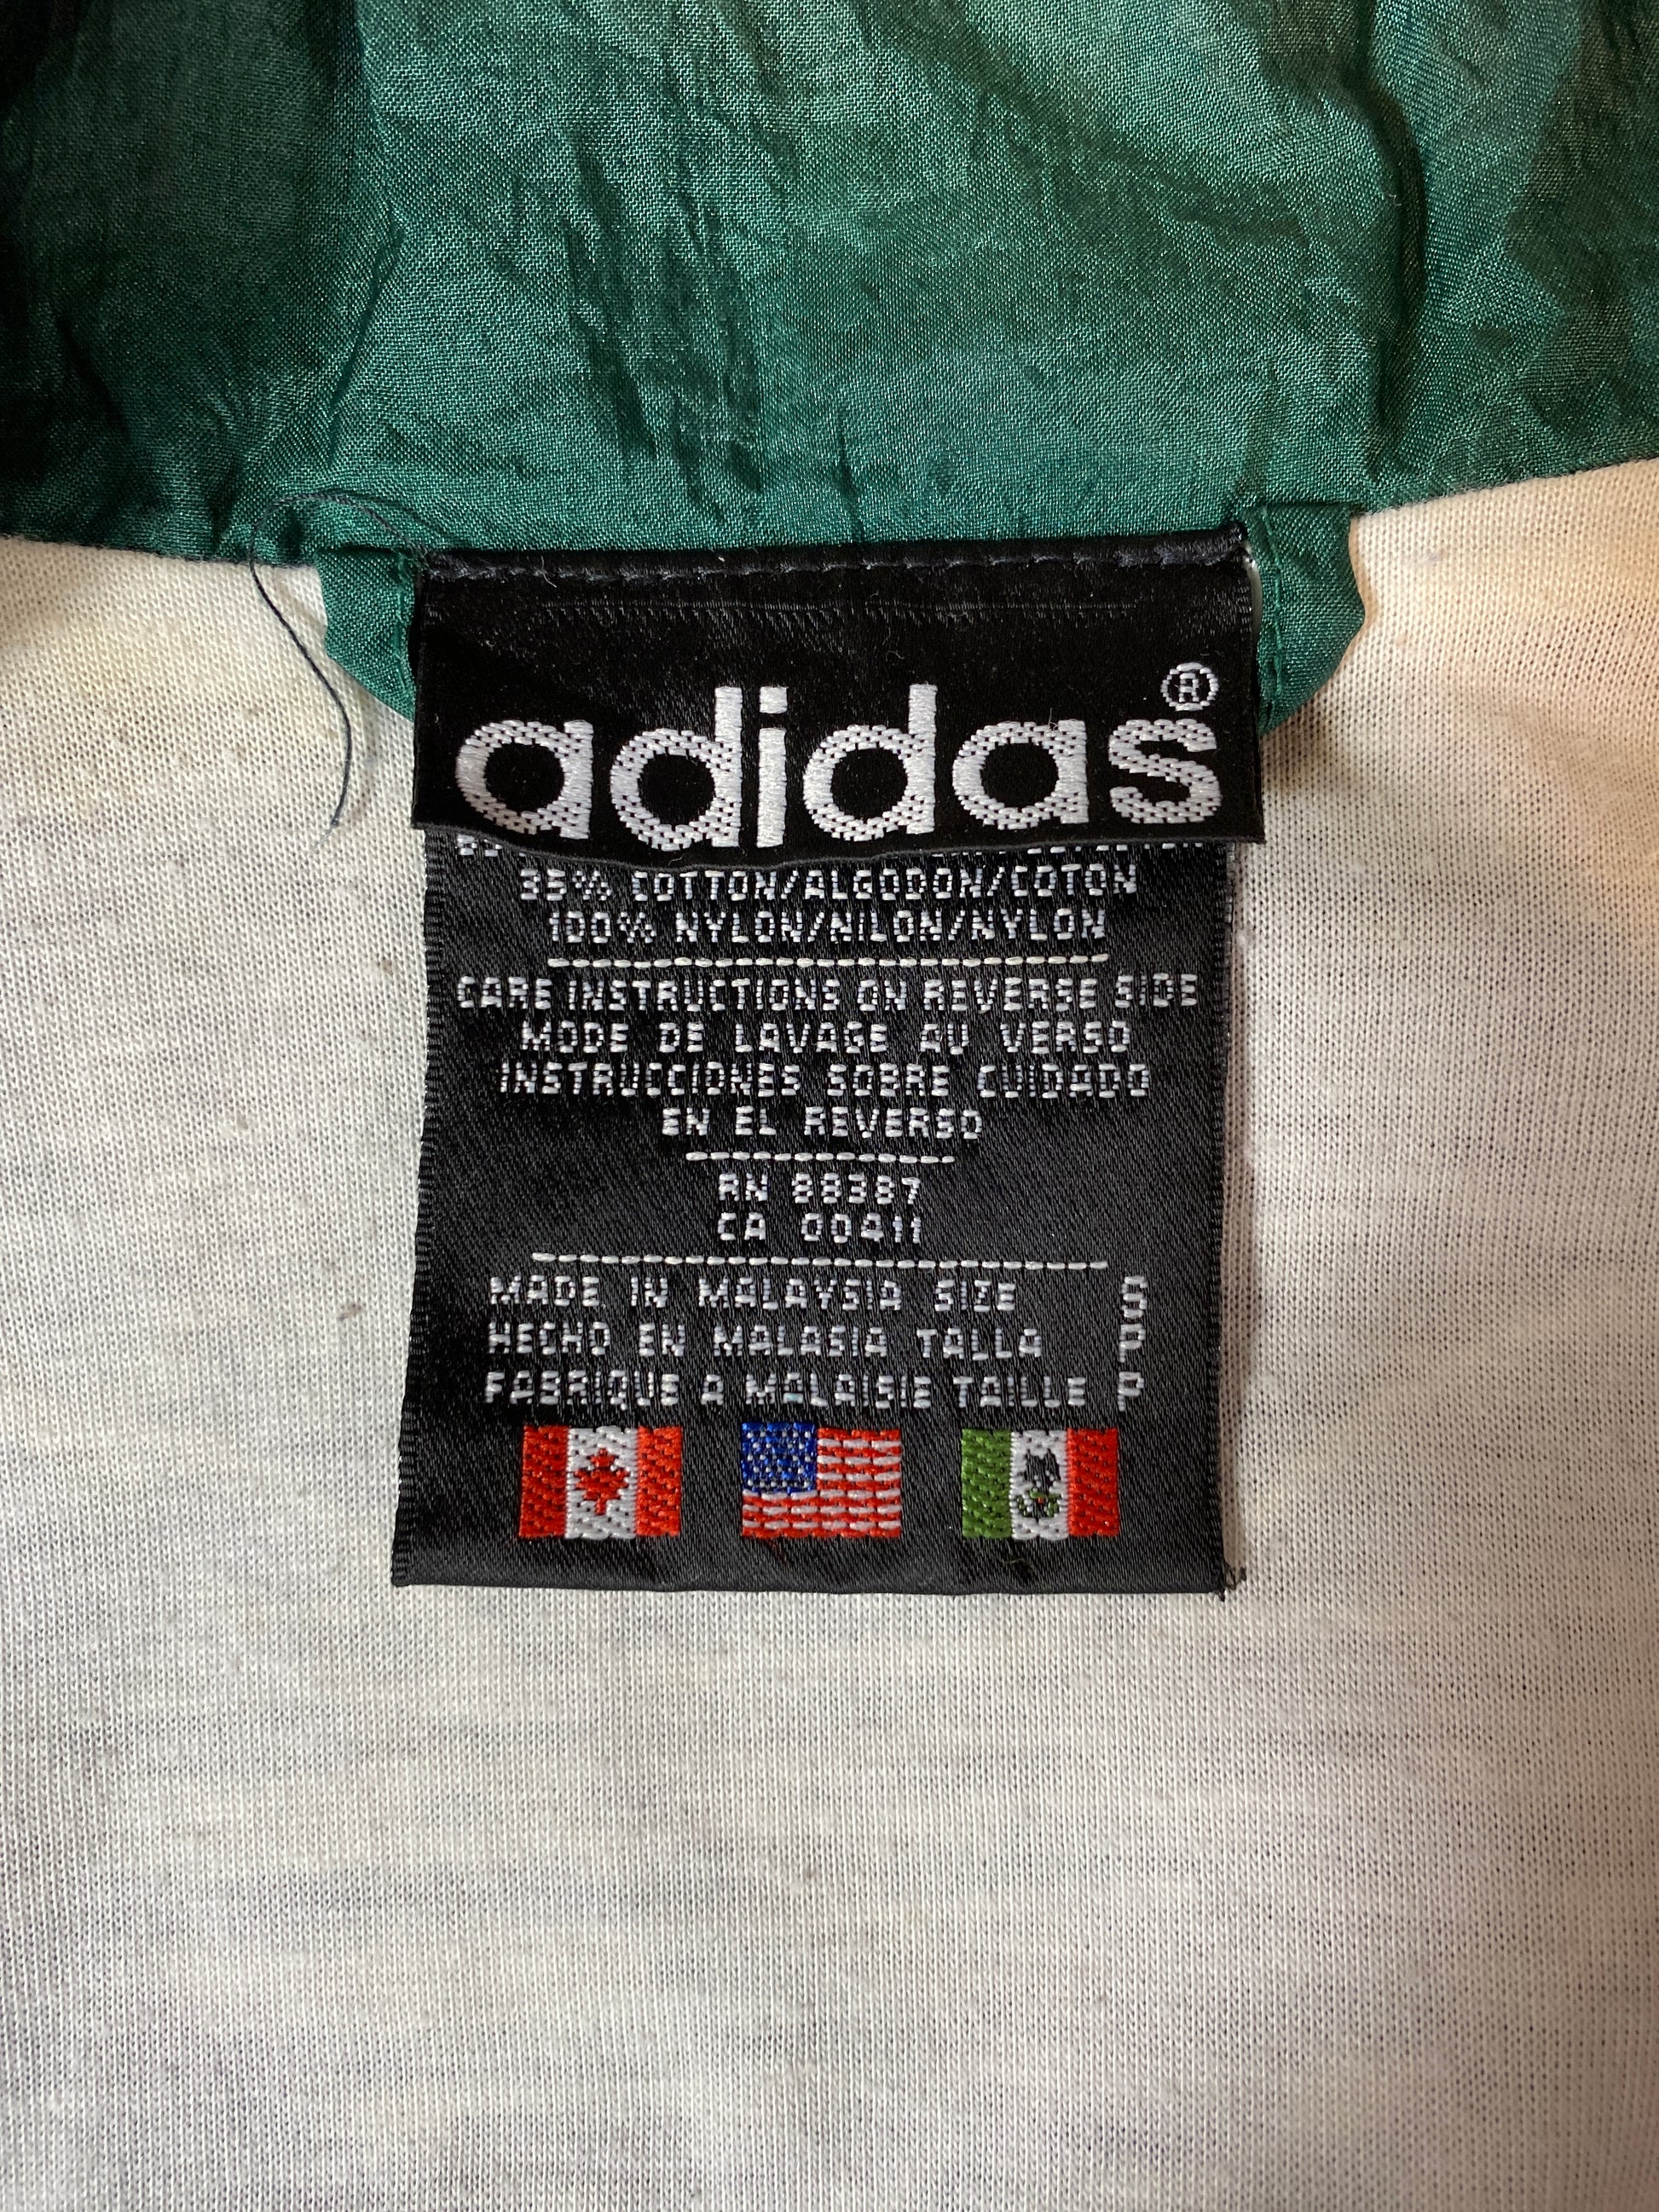 adidas®
35% COTTON/ALGODON/COTON
100% NYLON/NILON/NYLON
CARE INSTRUCTIONS ON REVERSE SIDE
MODE DE LAVAGE AU VERSO
INSTRUCCIONES SOBRE CUIDADO
EN EL REVERSO
RN 88387
CA 00411
MADE IN MALAYSIA SIZE S
HECHO EN MALASIA TALLA P
FABRIQUE A MALAISIE TAILLE P